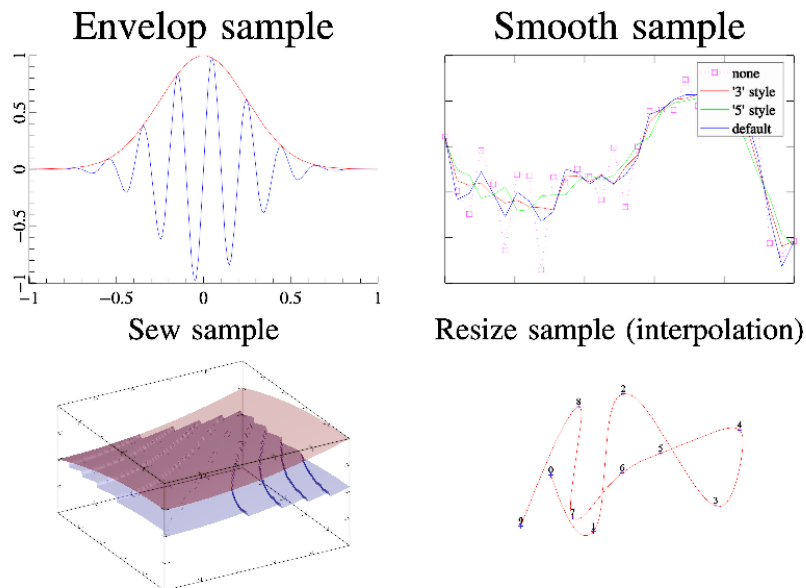 Envelop sample
Smooth sample
1
0.5
0
−0.5
−1
−1
−0.5
0
0.5
1
none
'3' style
'5' style
default
Sew sample
Resize sample (interpolation)
8
2
4
0
6
5
7
3
9
1